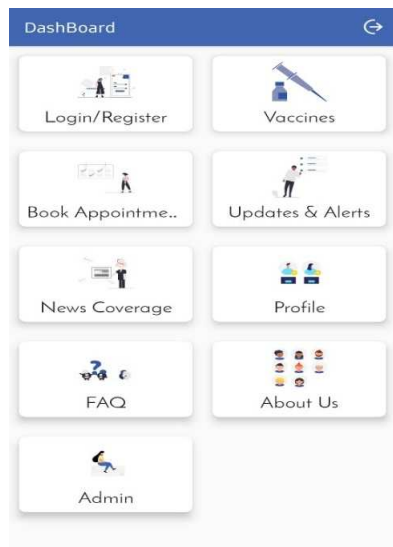 DashBoard
Login/Register
Vaccines
Book Appointme..
Updates & Alerts
News Coverage
Profile
FAQ
About Us
Admin